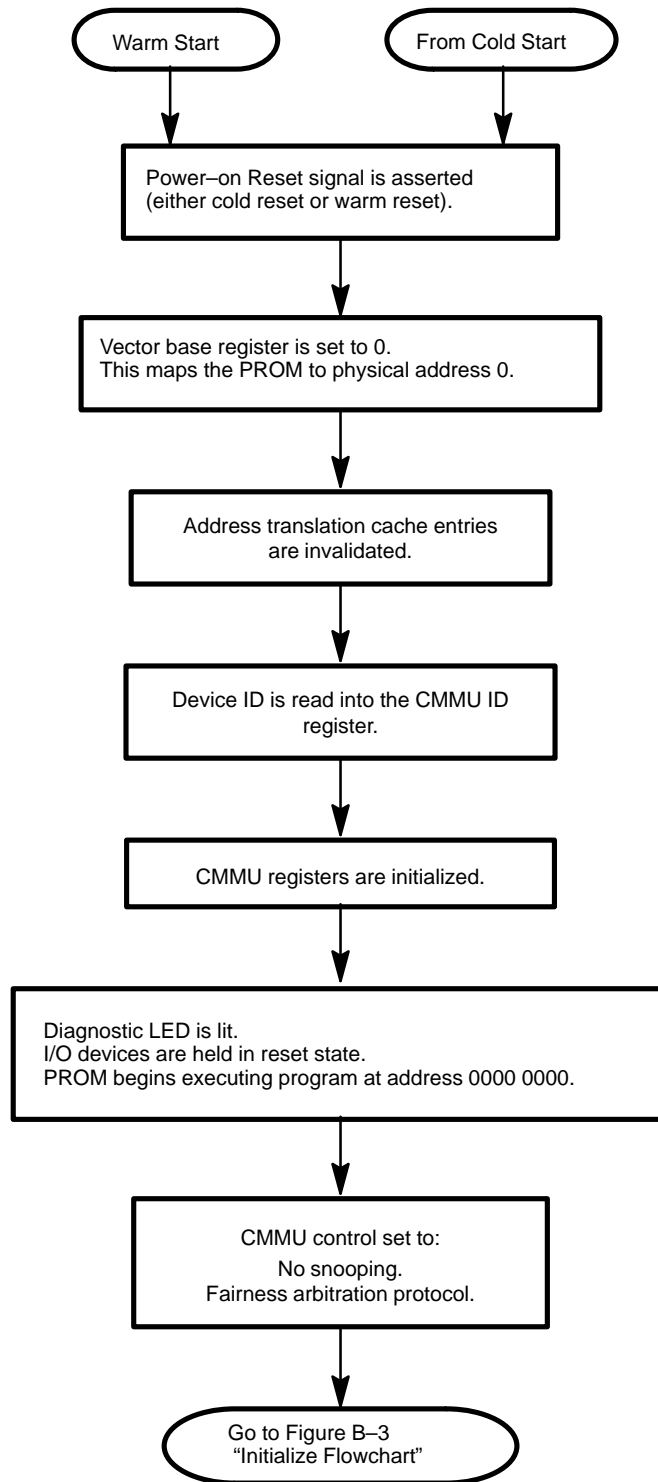 Warm Start
From Cold Start
Power–on Reset signal is asserted
(either cold reset or warm reset).
Vector base register is set to 0.
This maps the PROM to physical address 0.
Address translation cache entries
are invalidated.
Device ID is read into the CMMU ID
register.
CMMU registers are initialized.
Diagnostic LED is lit.
I/O devices are held in reset state.
PROM begins executing program at address 0000 0000.
CMMU control set to:
No snooping.
Fairness arbitration protocol.
Go to Figure B–3
“Initialize Flowchart”